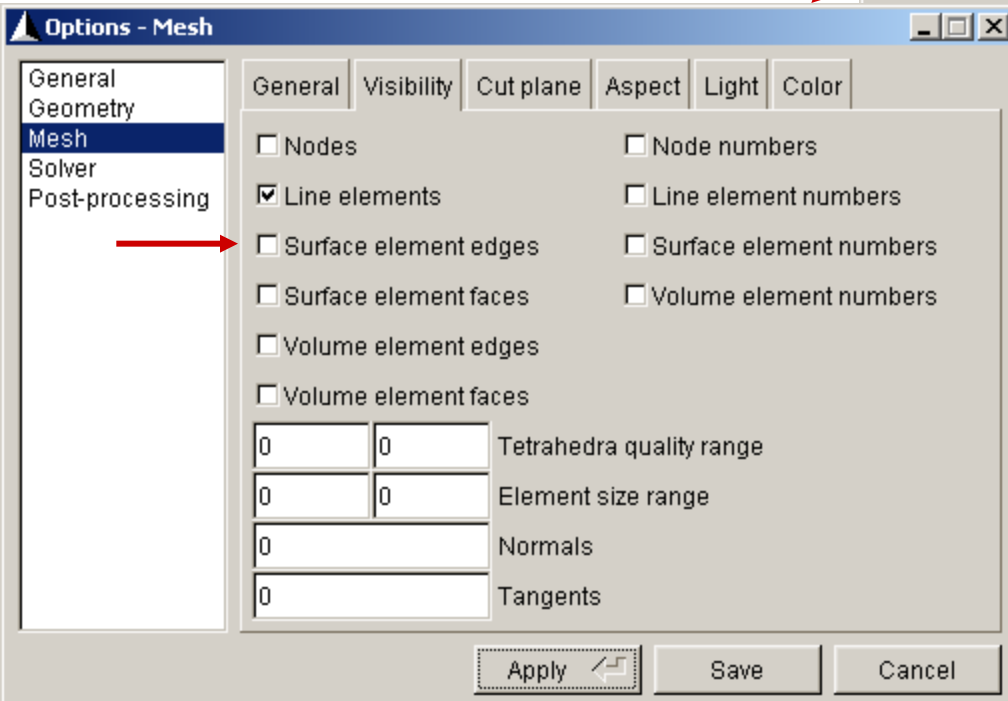 Options - Mesh
General
Geometry
Mesh
Solver
Post-processing
General Visibility Cut plane Aspect Light Color
Nodes Node numbers
Line elements Line element numbers
Surface element edges Surface element numbers
Surface element faces Volume element numbers
Volume element edges
Volume element faces
0 0 Tetrahedra quality range
0 0 Element size range
0 Normals
0 Tangents
Apply Save Cancel